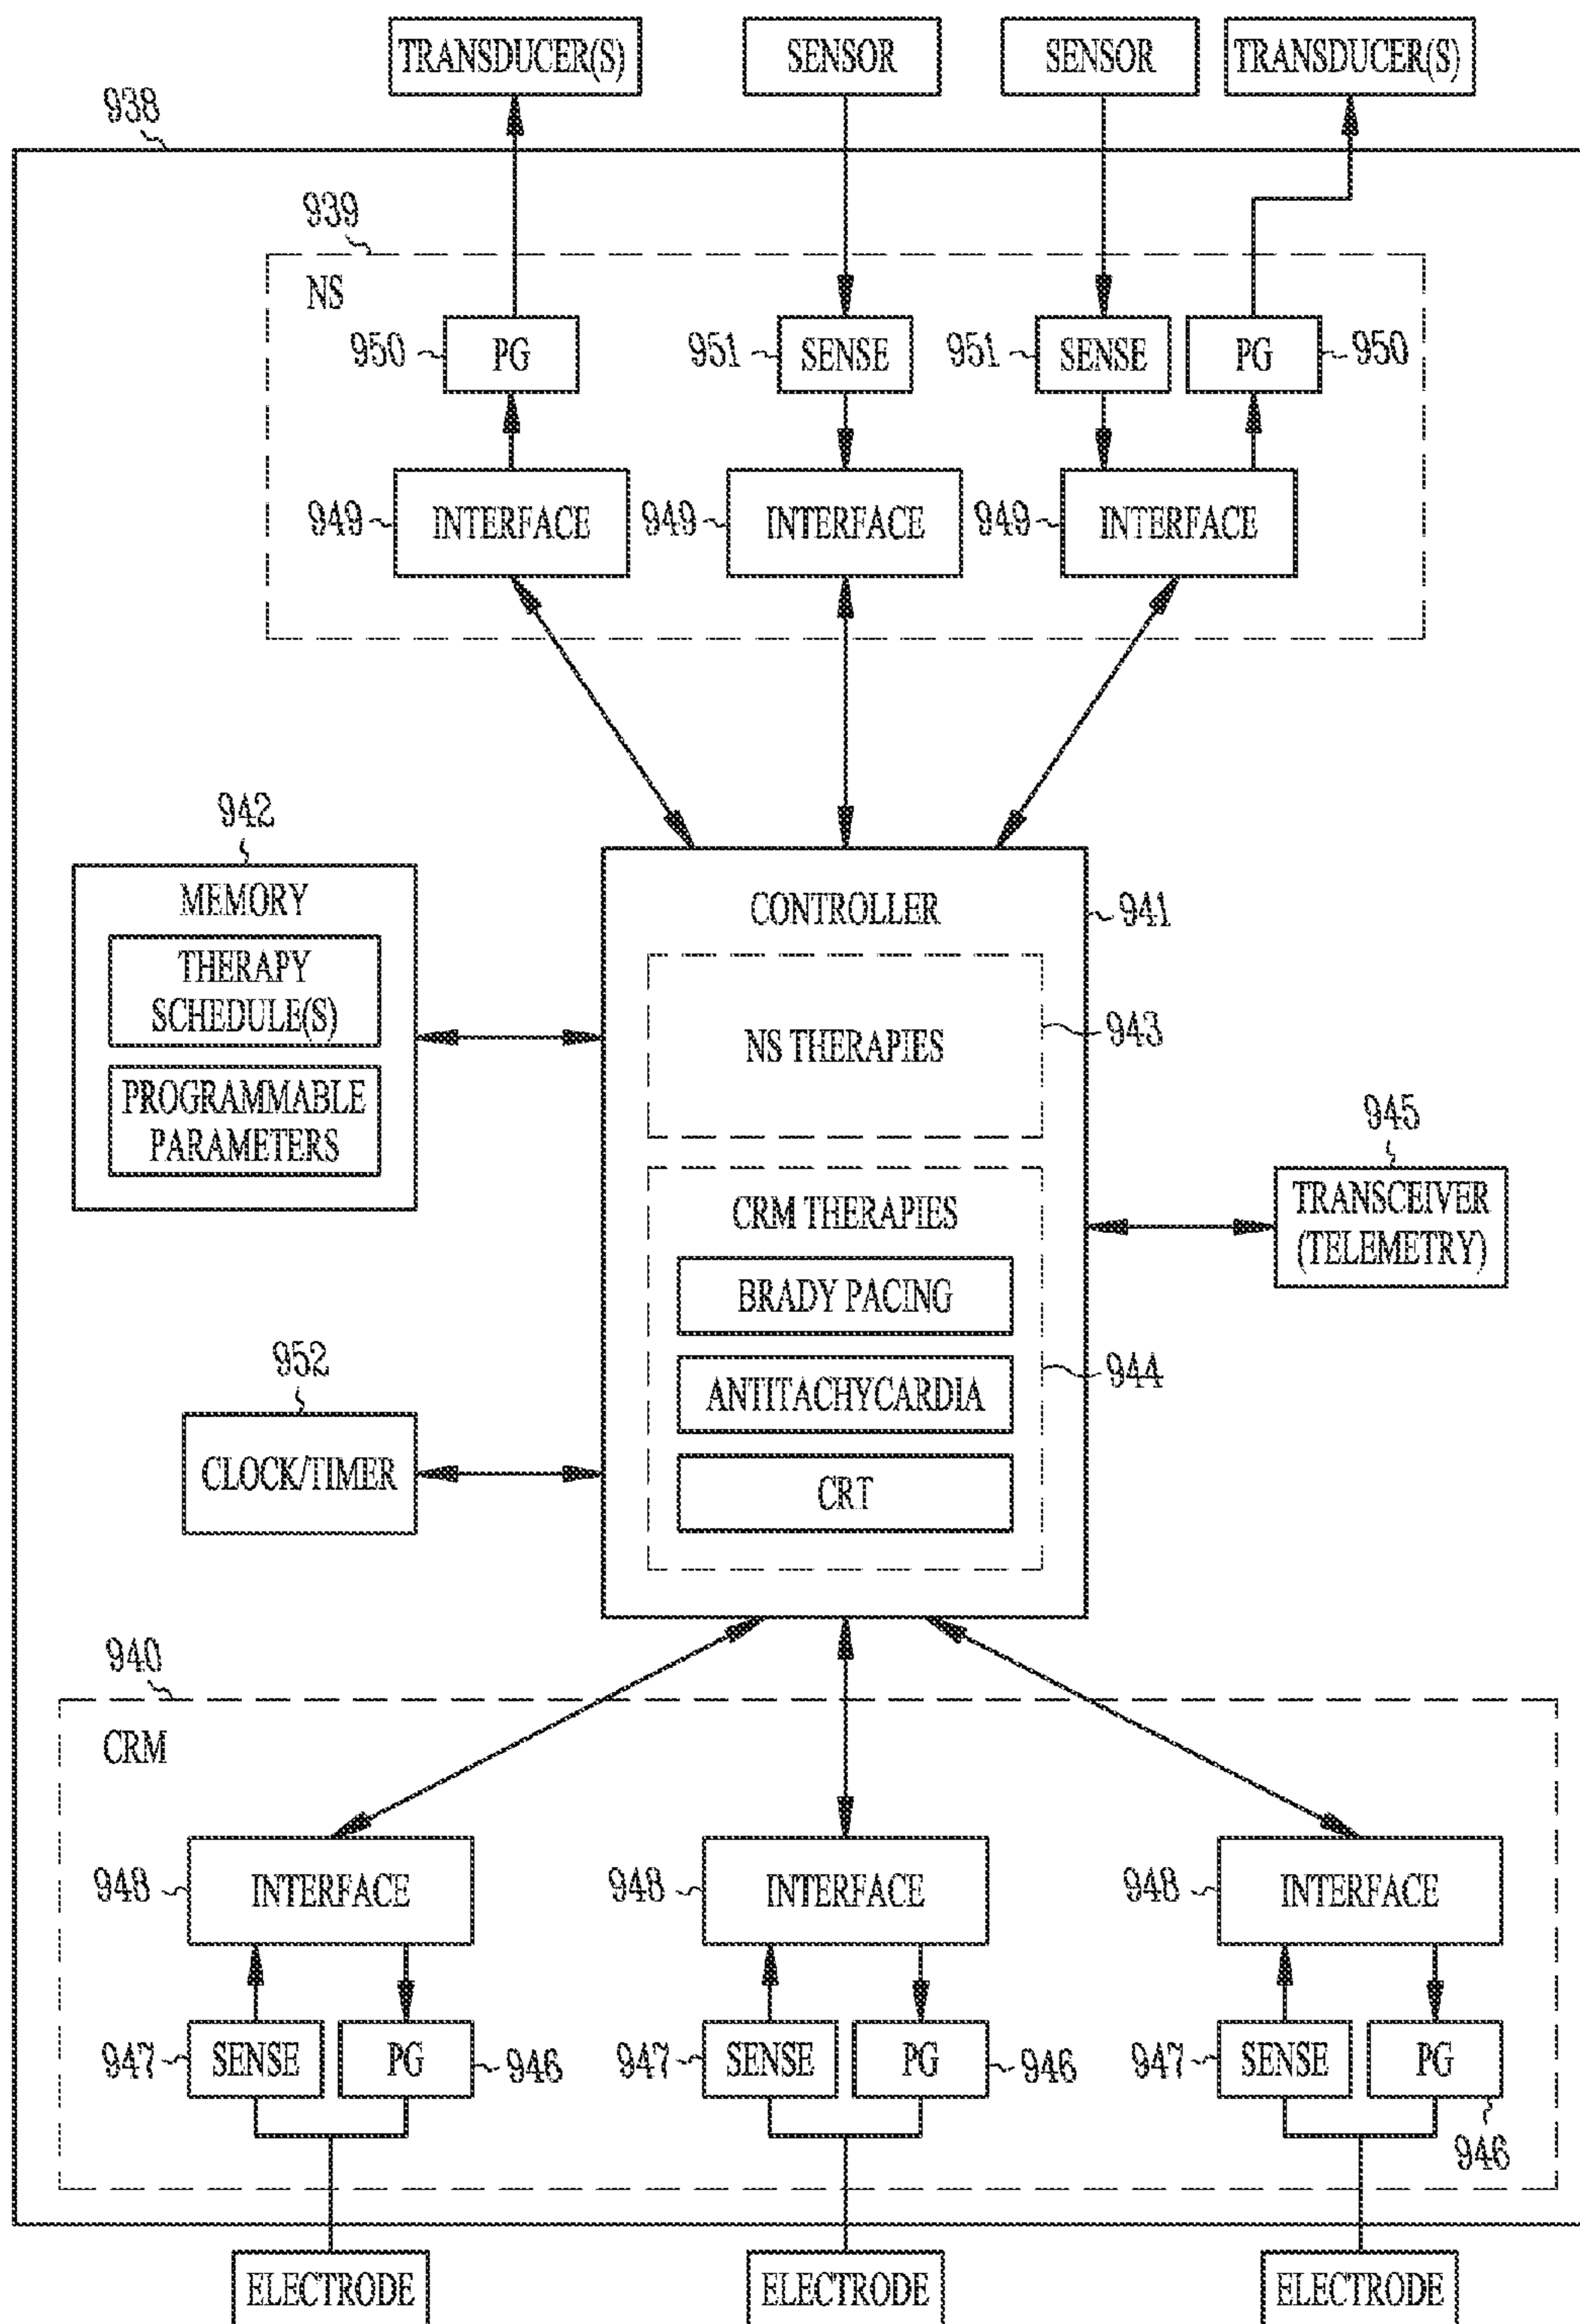 TRANSDUCER(S)
SENSOR
SENSOR
TRANSDUCER(S)
938
939
NS
950
PG
951
SENSE
951
SENSE
PG
950
949
INTERFACE
949
INTERFACE
949
INTERFACE
942
MEMORY
THERAPY
SCHEDULE(S)
PROGRAMMABLE
PARAMETERS
CONTROLLER
941
NS THERAPIES
943
945
TRANSCEIVER
(TELEMETRY)
CRM THERAPIES
BRADY PACING
ANTITACHYCARDIA
CRT
944
952
CLOCK/TIMER
940
CRM
948
INTERFACE
948
INTERFACE
948
INTERFACE
947
SENSE
PG
946
947
SENSE
PG
946
947
SENSE
PG
946
ELECTRODE
ELECTRODE
ELECTRODE